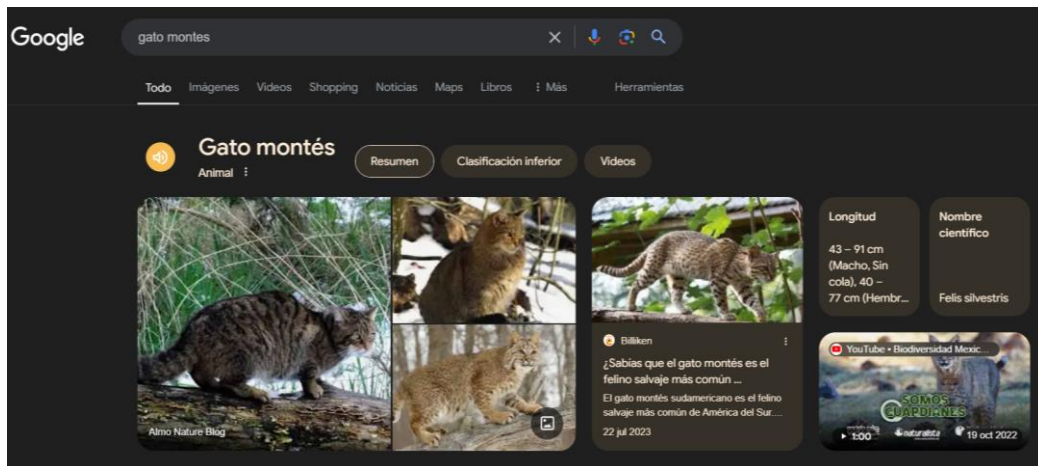 Google
gato montes
Todo Imágenes Videos Shopping Noticias Maps Libros Más Herramientas
Gato montés
Animal
Resumen
Clasificación inferior
Videos
Almo Nature Blog
Billiken
¿Sabías que el gato montés es el
felino salvaje más común ...
El gato montés sudamericano es el felino
salvaje más común de América del Sur....
22 jul 2023
Longitud
43 – 91 cm
(Macho, Sin
cola), 40 –
77 cm (Hembr...
Nombre
científico
Felis silvestris
YouTube • Biodiversidad Mexic...
SOMOS
GUARDIANES
naturalista
1:00
19 oct 2022